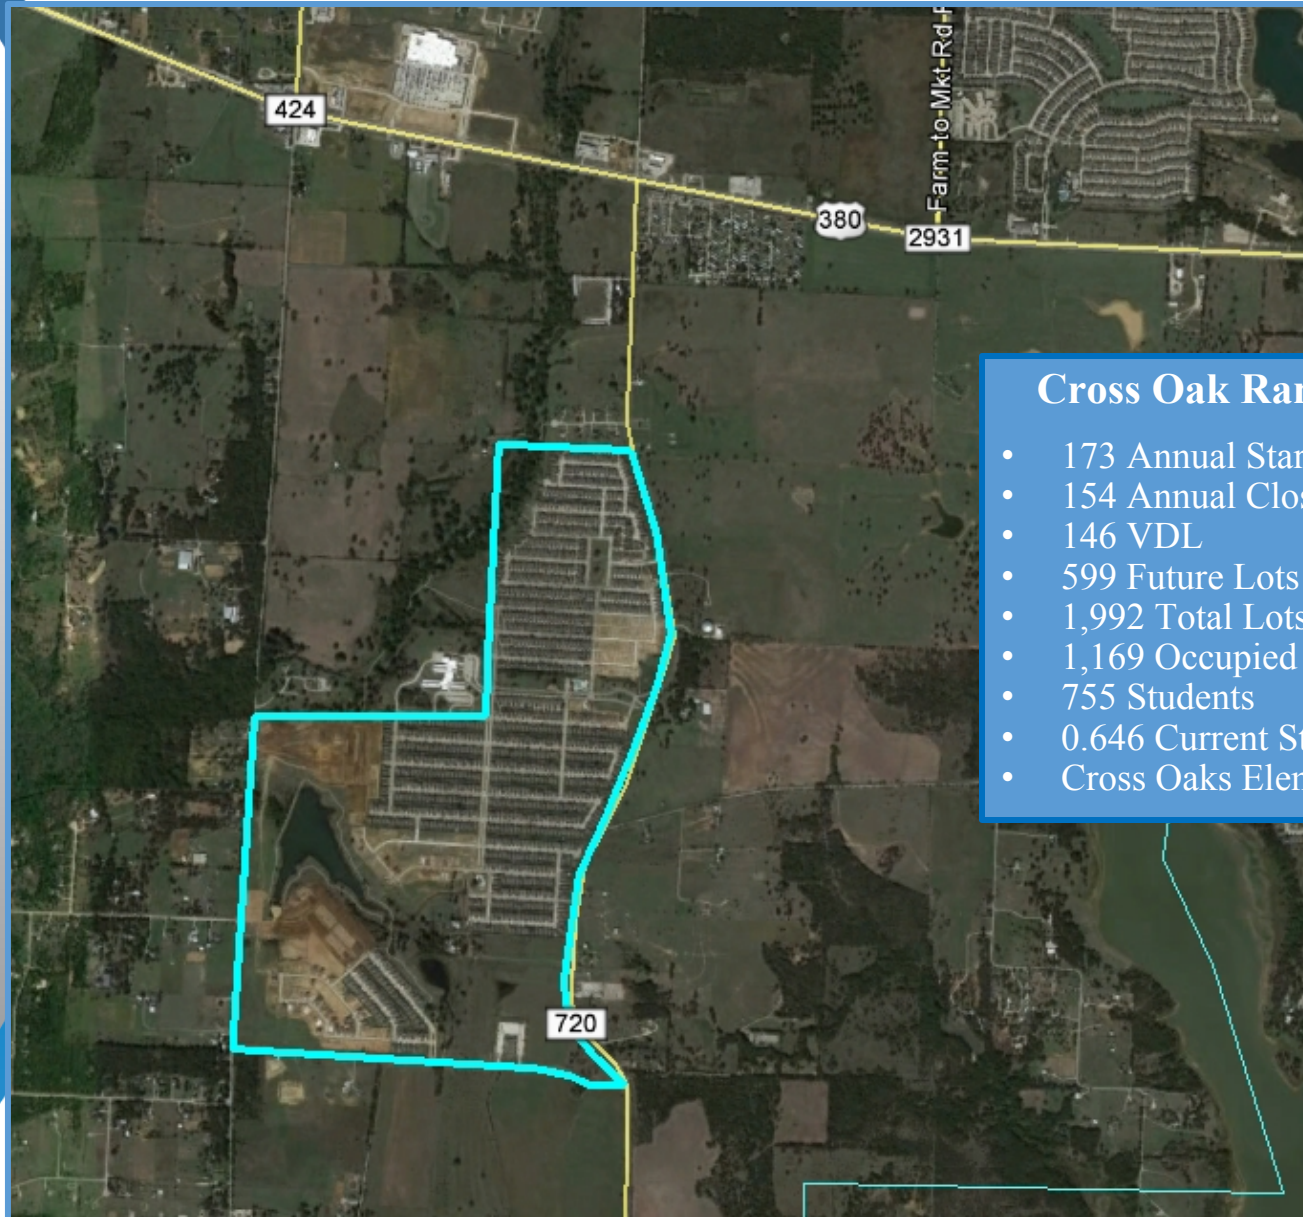 424
Farm-to-Mkt-Rd-F
380
2931
Cross Oak Ran
• 173 Annual Star
• 154 Annual Clos
• 146 VDL
• 599 Future Lots
• 1,992 Total Lots
• 1,169 Occupied
• 755 Students
• 0.646 Current St
• Cross Oaks Elem
720